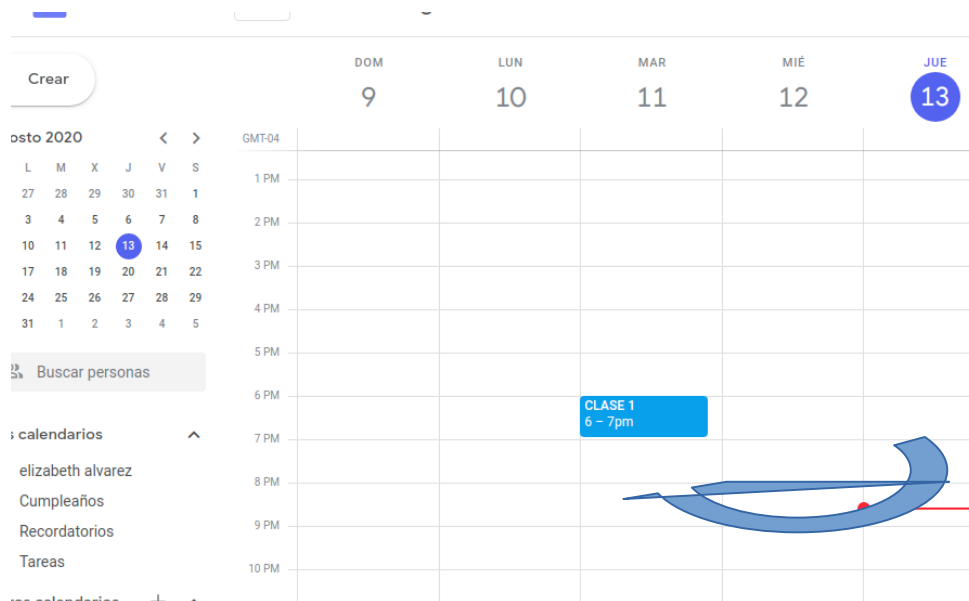 DOM LUN MAR MIÉ JUE
Crear
9 10 11 12 13
osto 2020
GMT-04
L M X J V S
27 28 29 30 31 1
3 4 5 6 7 8
10 11 12 13 14 15
17 18 19 20 21 22
24 25 26 27 28 29
31 1 2 3 4 5
Buscar personas
s calendarios
elizabeth alvarez
Cumpleaños
Recordatorios
Tareas
1 PM
2 PM
3 PM
4 PM
5 PM
6 PM
CLASE 1
6 – 7pm
7 PM
8 PM
9 PM
10 PM